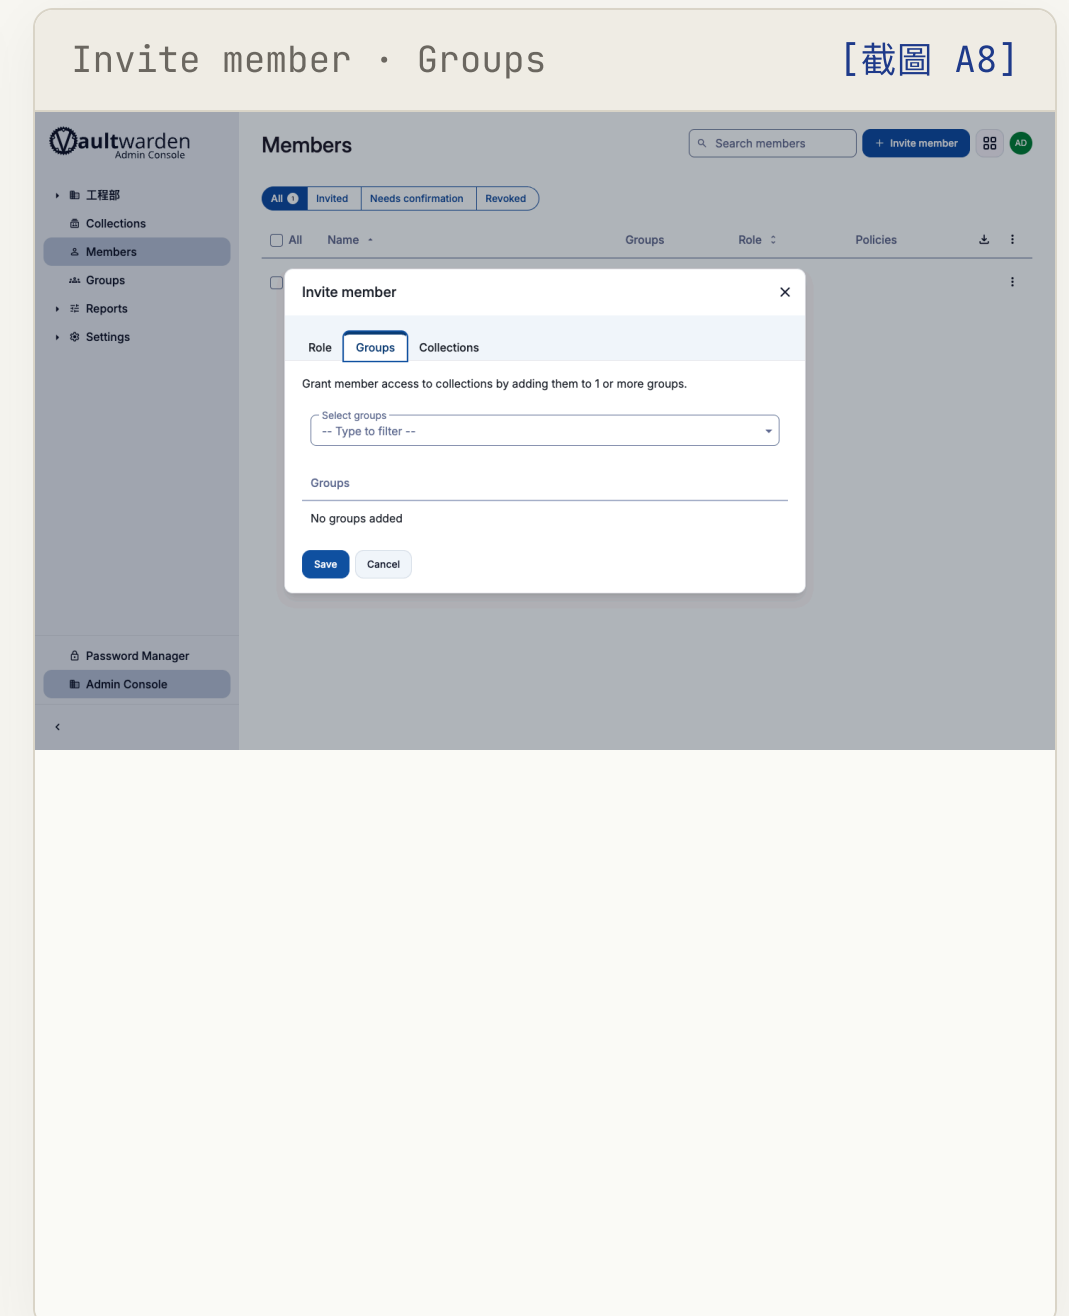 Invite member · Groups
[截圖 A8]
Vaultwarden
Admin Console
工程部
Collections
Members
Groups
Reports
Settings
Password Manager
Admin Console
Members
Search members
+ Invite member
AD
All 1
Invited
Needs confirmation
Revoked
All
Name
Groups
Role
Policies
Invite member
Role
Groups
Collections
Grant member access to collections by adding them to 1 or more groups.
Select groups
-- Type to filter --
Groups
No groups added
Save
Cancel